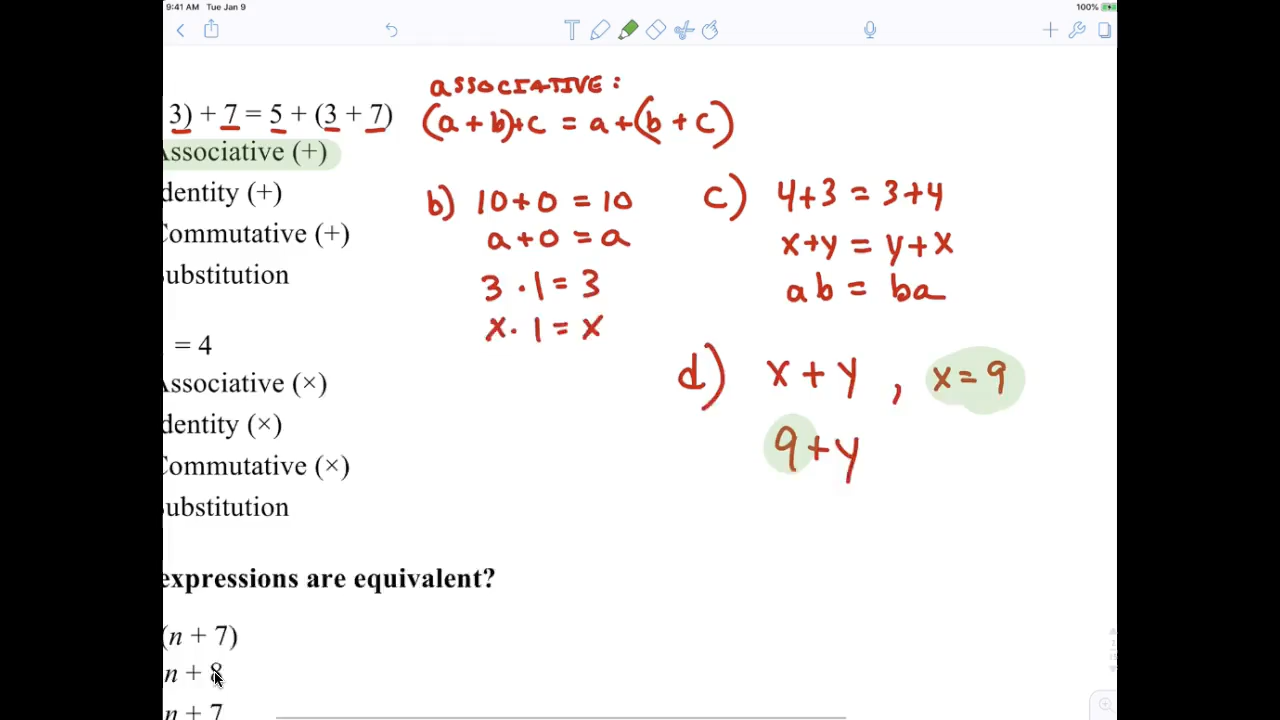 9:41 AM Tue Jan 9
100%
3) + 7 = 5 + (3 + 7)
Associative (+)
dentity (+)
Commutative (+)
ubstitution
= 4
Associative (×)
dentity (×)
Commutative (×)
ubstitution
expressions are equivalent?
(n + 7)
n + 8
n + 7
ASSOCIATIVE:
(a + b)+c = a+(b + c)
b) 10+0 = 10
a+0 = a
3 · 1 = 3
x · 1 = x
c) 4+3 = 3+4
x+y = y+x
ab = ba
d) x + y , x = 9
9+y